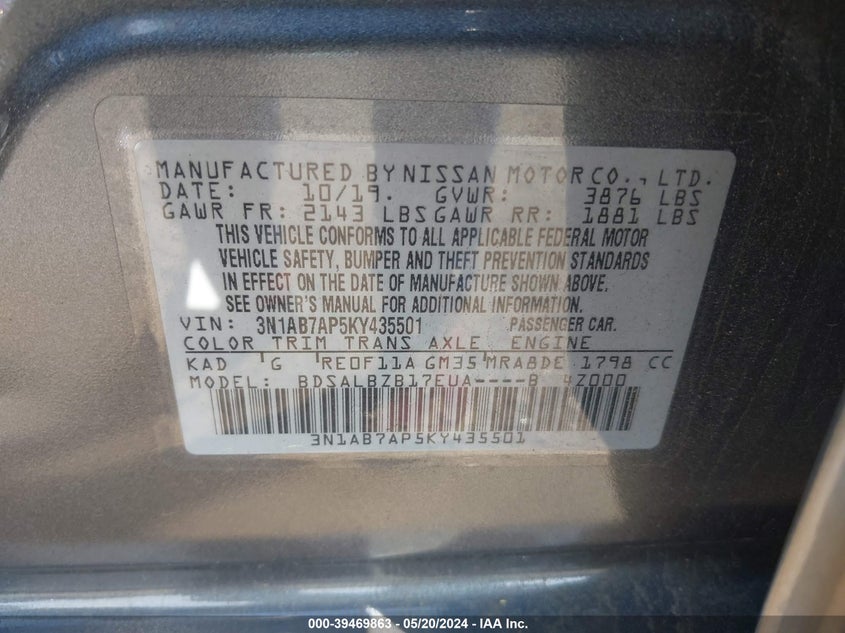 MANUFACTURED BY NISSAN MOTOR CO., LTD.
DATE: 10/19. GVWR: 3876 LBS
GAWR FR: 2143 LBS GAWR RR: 1881 LBS
THIS VEHICLE CONFORMS TO ALL APPLICABLE FEDERAL MOTOR
VEHICLE SAFETY, BUMPER AND THEFT PREVENTION STANDARDS
IN EFFECT ON THE DATE OF MANUFACTURE SHOWN ABOVE.
SEE OWNER'S MANUAL FOR ADDITIONAL INFORMATION.
VIN: 3N1AB7AP5KY435501 PASSENGER CAR.
COLOR TRIM TRANS AXLE ENGINE
KAD G RE0F11A GM35 MRA8DE 1798 CC
MODEL: BDSALBZB17EUA----B 4Z000
3N1AB7AP5KY435501
000-39469863 - 05/20/2024 - IAA Inc.